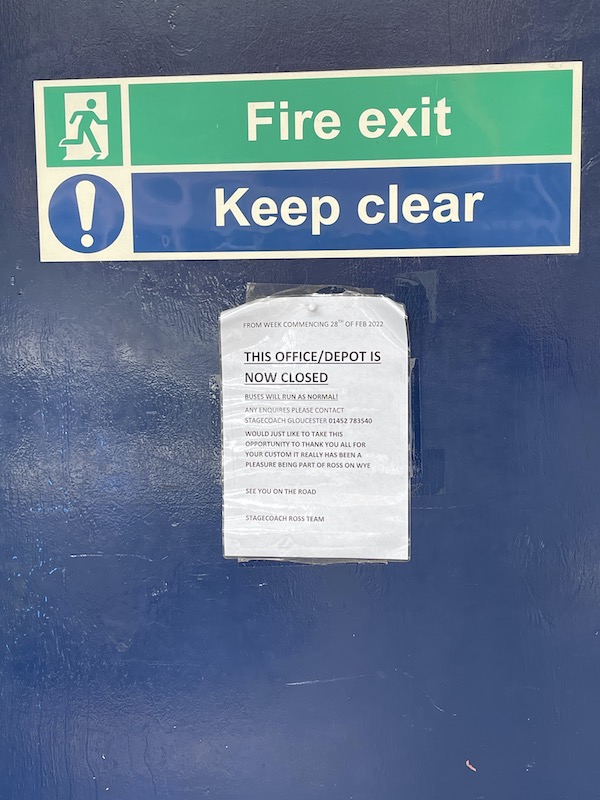 Fire exit
Keep clear
FROM WEEK COMMENCING 28TH OF FEB 2022
THIS OFFICE/DEPOT IS
NOW CLOSED
BUSES WILL RUN AS NORMAL!
ANY ENQUIRES PLEASE CONTACT
STAGECOACH GLOUCESTER 01452 783540
WOULD JUST LIKE TO TAKE THIS
OPPORTUNITY TO THANK YOU ALL FOR
YOUR CUSTOM IT REALLY HAS BEEN A
PLEASURE BEING PART OF ROSS ON WYE
SEE YOU ON THE ROAD
STAGECOACH ROSS TEAM